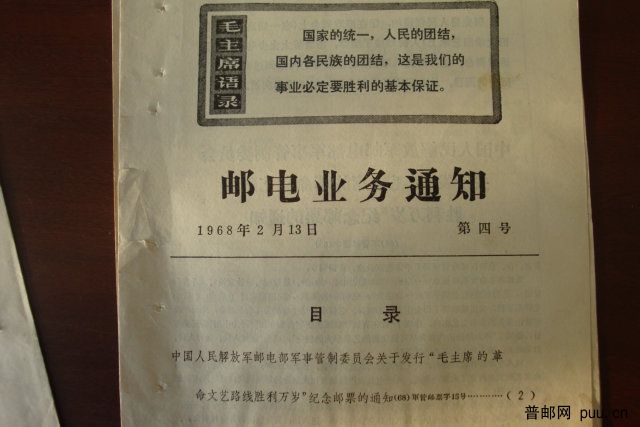 毛主席语录
国家的统一，人民的团结，
国内各民族的团结，这是我们的
事业必定要胜利的基本保证。
邮电业务通知
1968年2月13日 第四号
目 录
中国人民解放军邮电部军事管制委员会关于发行“毛主席的革
命文艺路线胜利万岁”纪念邮票的通知(68)军管邮票字15号…………(2)
普邮网 puu.cn